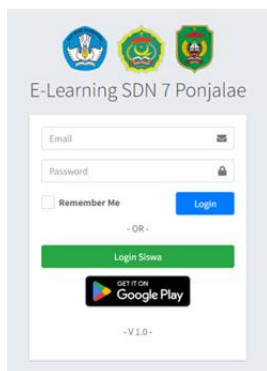 E-Learning SDN 7 Ponjalae
Email
Password
Remember Me
Login
- OR -
Login Siswa
GET IT ON
Google Play
- V 1.0 -